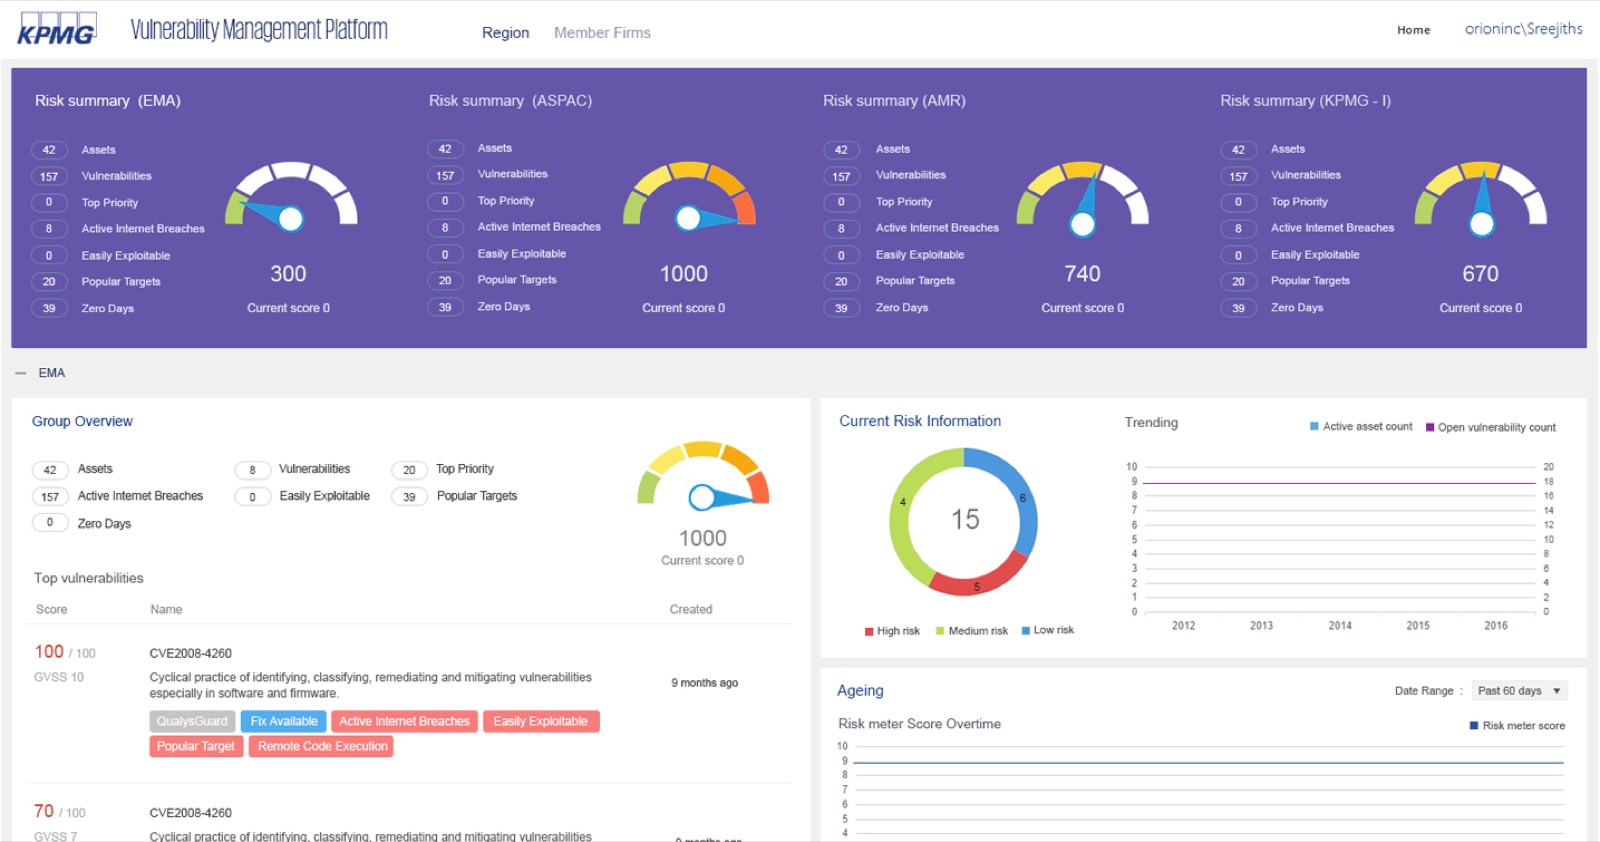 KPMG
Vulnerability Management Platform
Region
Member Firms
Home
orioninc\Sreejiths
Risk summary (EMA)
42 Assets
157 Vulnerabilities
0 Top Priority
8 Active Internet Breaches
0 Easily Exploitable
20 Popular Targets
39 Zero Days
300
Current score 0
Risk summary (ASPAC)
42 Assets
157 Vulnerabilities
0 Top Priority
8 Active Internet Breaches
0 Easily Exploitable
20 Popular Targets
39 Zero Days
1000
Current score 0
Risk summary (AMR)
42 Assets
157 Vulnerabilities
0 Top Priority
8 Active Internet Breaches
0 Easily Exploitable
20 Popular Targets
39 Zero Days
740
Current score 0
Risk summary (KPMG - I)
42 Assets
157 Vulnerabilities
0 Top Priority
8 Active Internet Breaches
0 Easily Exploitable
20 Popular Targets
39 Zero Days
670
Current score 0
EMA
Group Overview
42 Assets
8 Vulnerabilities
20 Top Priority
157 Active Internet Breaches
0 Easily Exploitable
39 Popular Targets
0 Zero Days
1000
Current score 0
Top vulnerabilities
Score Name Created
100 / 100
GVSS 10
CVE2008-4260
Cyclical practice of identifying, classifying, remediating and mitigating vulnerabilities
especially in software and firmware.
9 months ago
QualysGuard Fix Available Active Internet Breaches Easily Exploitable
Popular Target Remote Code Execution
70 / 100
GVSS 7
CVE2008-4260
Cyclical practice of identifying, classifying, remediating and mitigating vulnerabilities
9 months ago
Current Risk Information
4
6
15
5
High risk Medium risk Low risk
Trending
Active asset count Open vulnerability count
10 20
9 18
8 16
7 14
6 12
5 10
4 8
3 6
2 4
1 2
0 0
2012 2013 2014 2015 2016
Ageing
Date Range : Past 60 days
Risk meter Score Overtime
Risk meter score
10
9
8
7
6
5
4